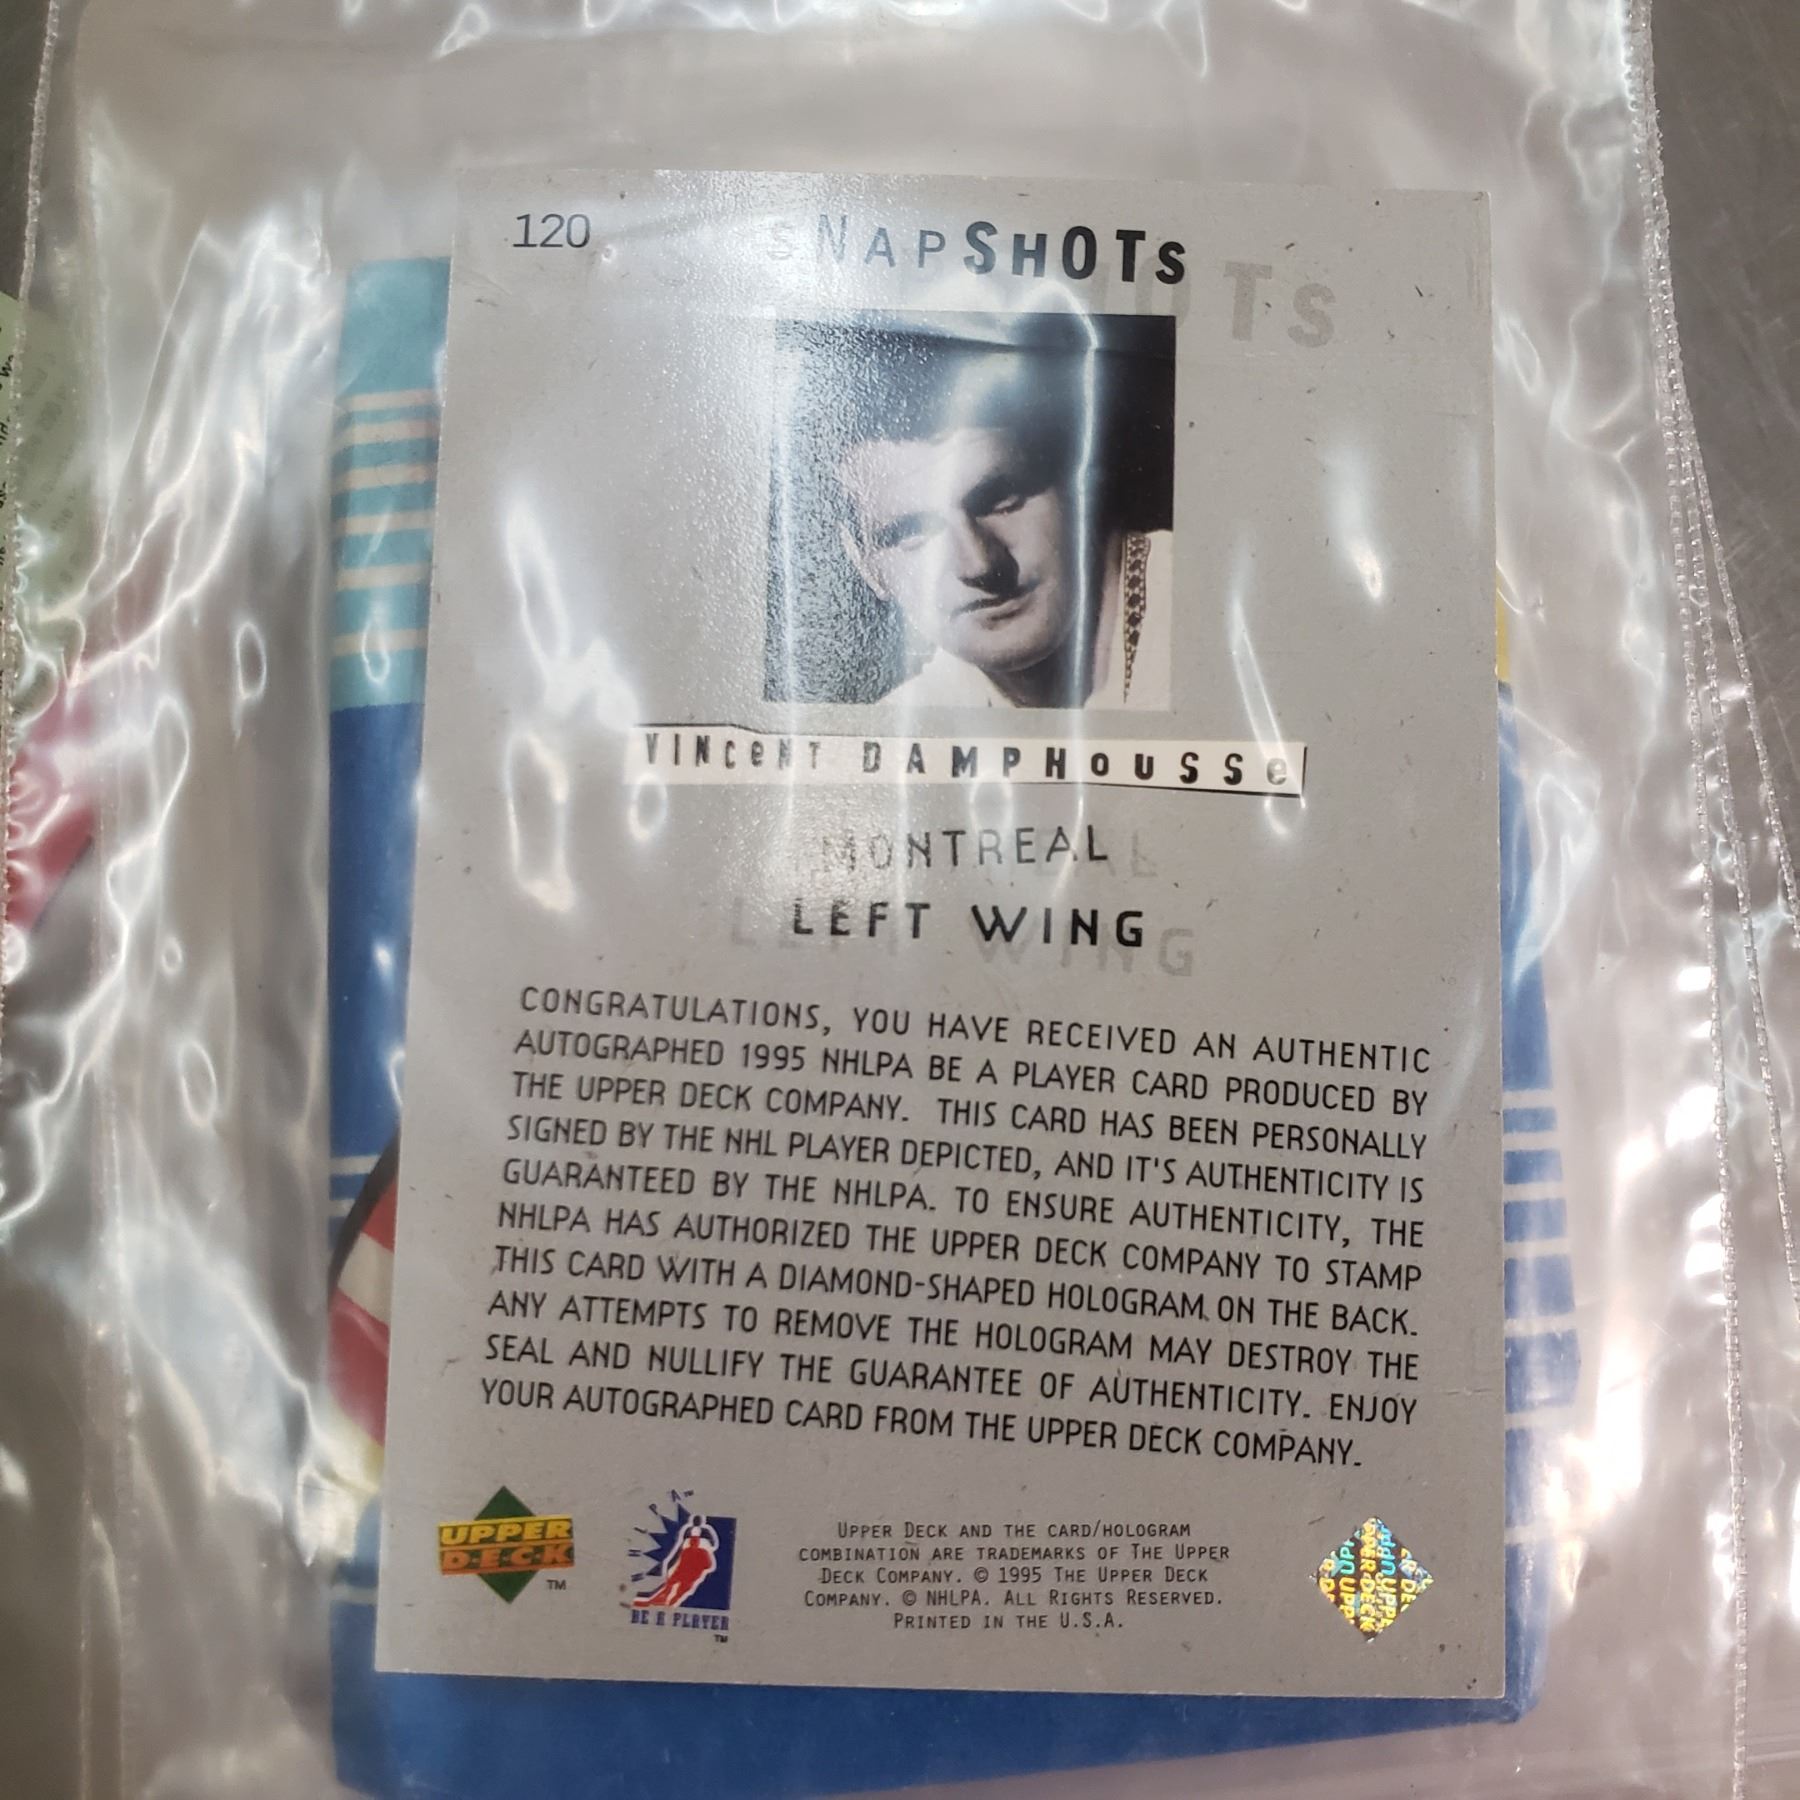 120
SNAPSHOTS
VINCENT DAMPHOUSSE
MONTREAL
LEFT WING
CONGRATULATIONS, YOU HAVE RECEIVED AN AUTHENTIC
AUTOGRAPHED 1995 NHLPA BE A PLAYER CARD PRODUCED BY
THE UPPER DECK COMPANY. THIS CARD HAS BEEN PERSONALLY
SIGNED BY THE NHL PLAYER DEPICTED, AND IT'S AUTHENTICITY IS
GUARANTEED BY THE NHLPA. TO ENSURE AUTHENTICITY, THE
NHLPA HAS AUTHORIZED THE UPPER DECK COMPANY TO STAMP
THIS CARD WITH A DIAMOND-SHAPED HOLOGRAM ON THE BACK.
ANY ATTEMPTS TO REMOVE THE HOLOGRAM MAY DESTROY THE
SEAL AND NULLIFY THE GUARANTEE OF AUTHENTICITY. ENJOY
YOUR AUTOGRAPHED CARD FROM THE UPPER DECK COMPANY.
UPPER
DECK
TM
NHLPA TM
BE A PLAYER
TM
UPPER DECK AND THE CARD/HOLOGRAM
COMBINATION ARE TRADEMARKS OF THE UPPER
DECK COMPANY. © 1995 THE UPPER DECK
COMPANY. © NHLPA. ALL RIGHTS RESERVED.
PRINTED IN THE U.S.A.